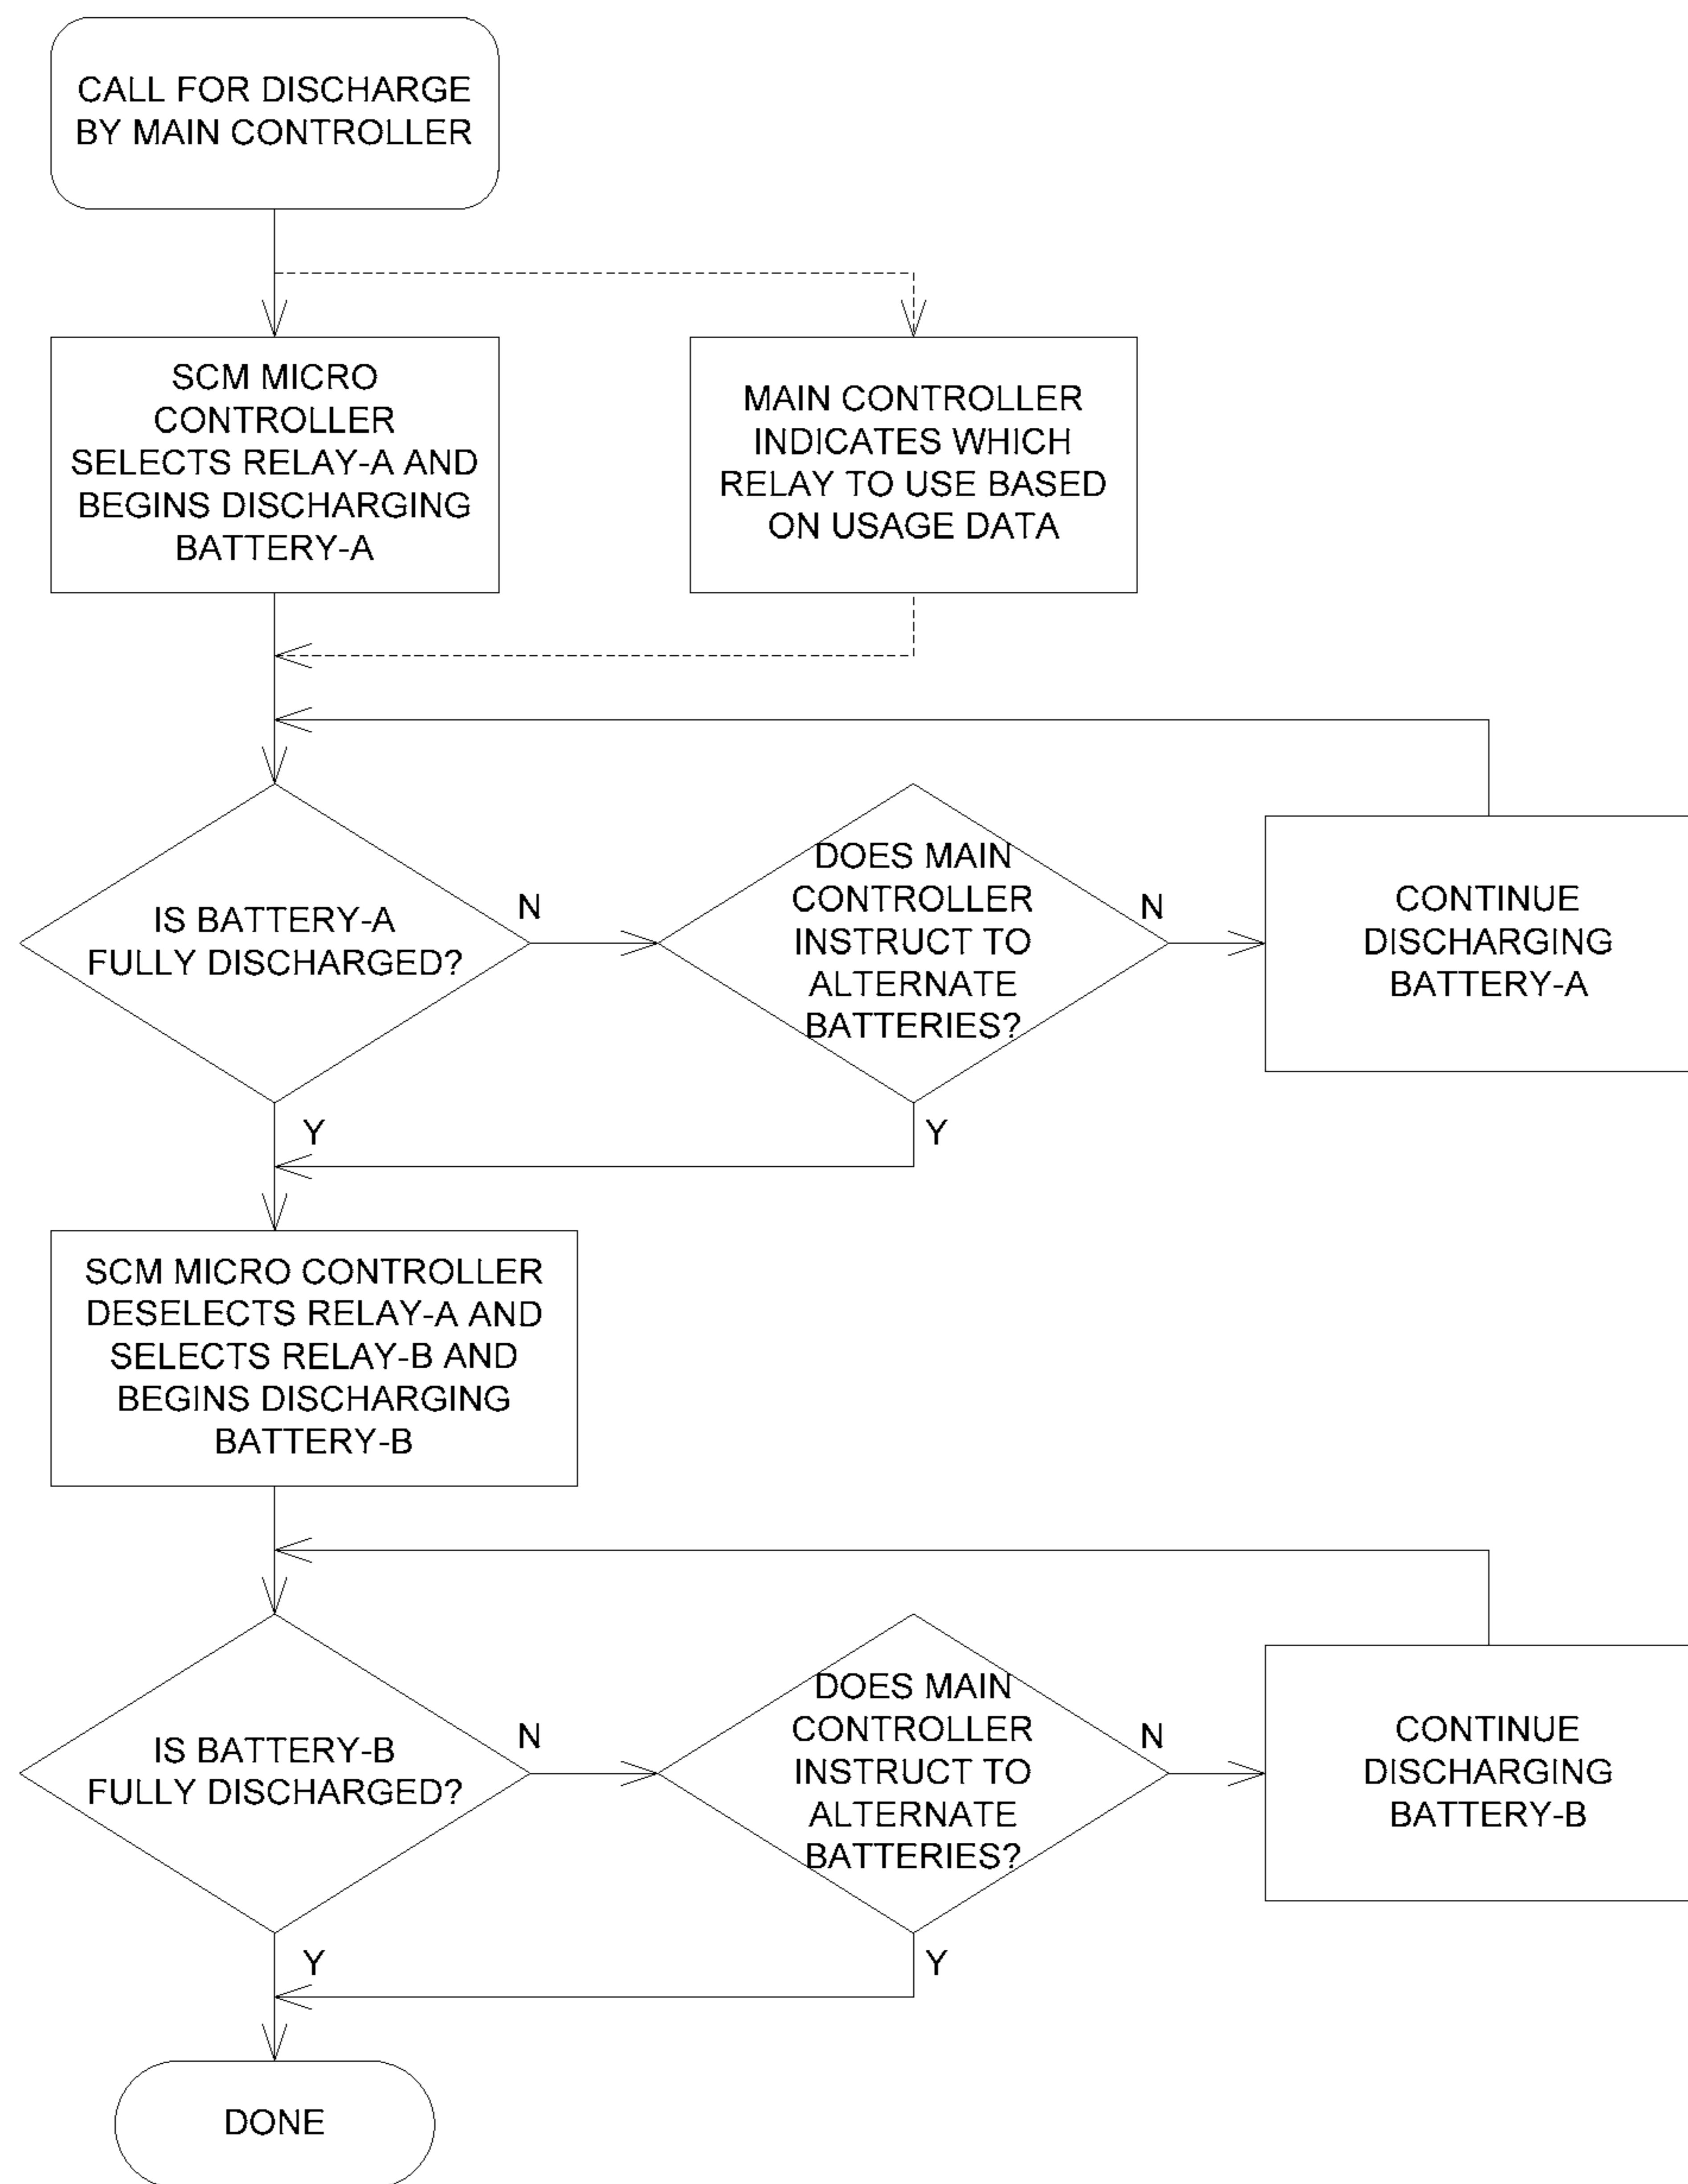 CALL FOR DISCHARGE
BY MAIN CONTROLLER
SCM MICRO
CONTROLLER
SELECTS RELAY-A AND
BEGINS DISCHARGING
BATTERY-A
MAIN CONTROLLER
INDICATES WHICH
RELAY TO USE BASED
ON USAGE DATA
IS BATTERY-A
FULLY DISCHARGED?
N
DOES MAIN
CONTROLLER
INSTRUCT TO
ALTERNATE
BATTERIES?
N
CONTINUE
DISCHARGING
BATTERY-A
Y
Y
SCM MICRO CONTROLLER
DESELECTS RELAY-A AND
SELECTS RELAY-B AND
BEGINS DISCHARGING
BATTERY-B
IS BATTERY-B
FULLY DISCHARGED?
N
DOES MAIN
CONTROLLER
INSTRUCT TO
ALTERNATE
BATTERIES?
N
CONTINUE
DISCHARGING
BATTERY-B
Y
Y
DONE